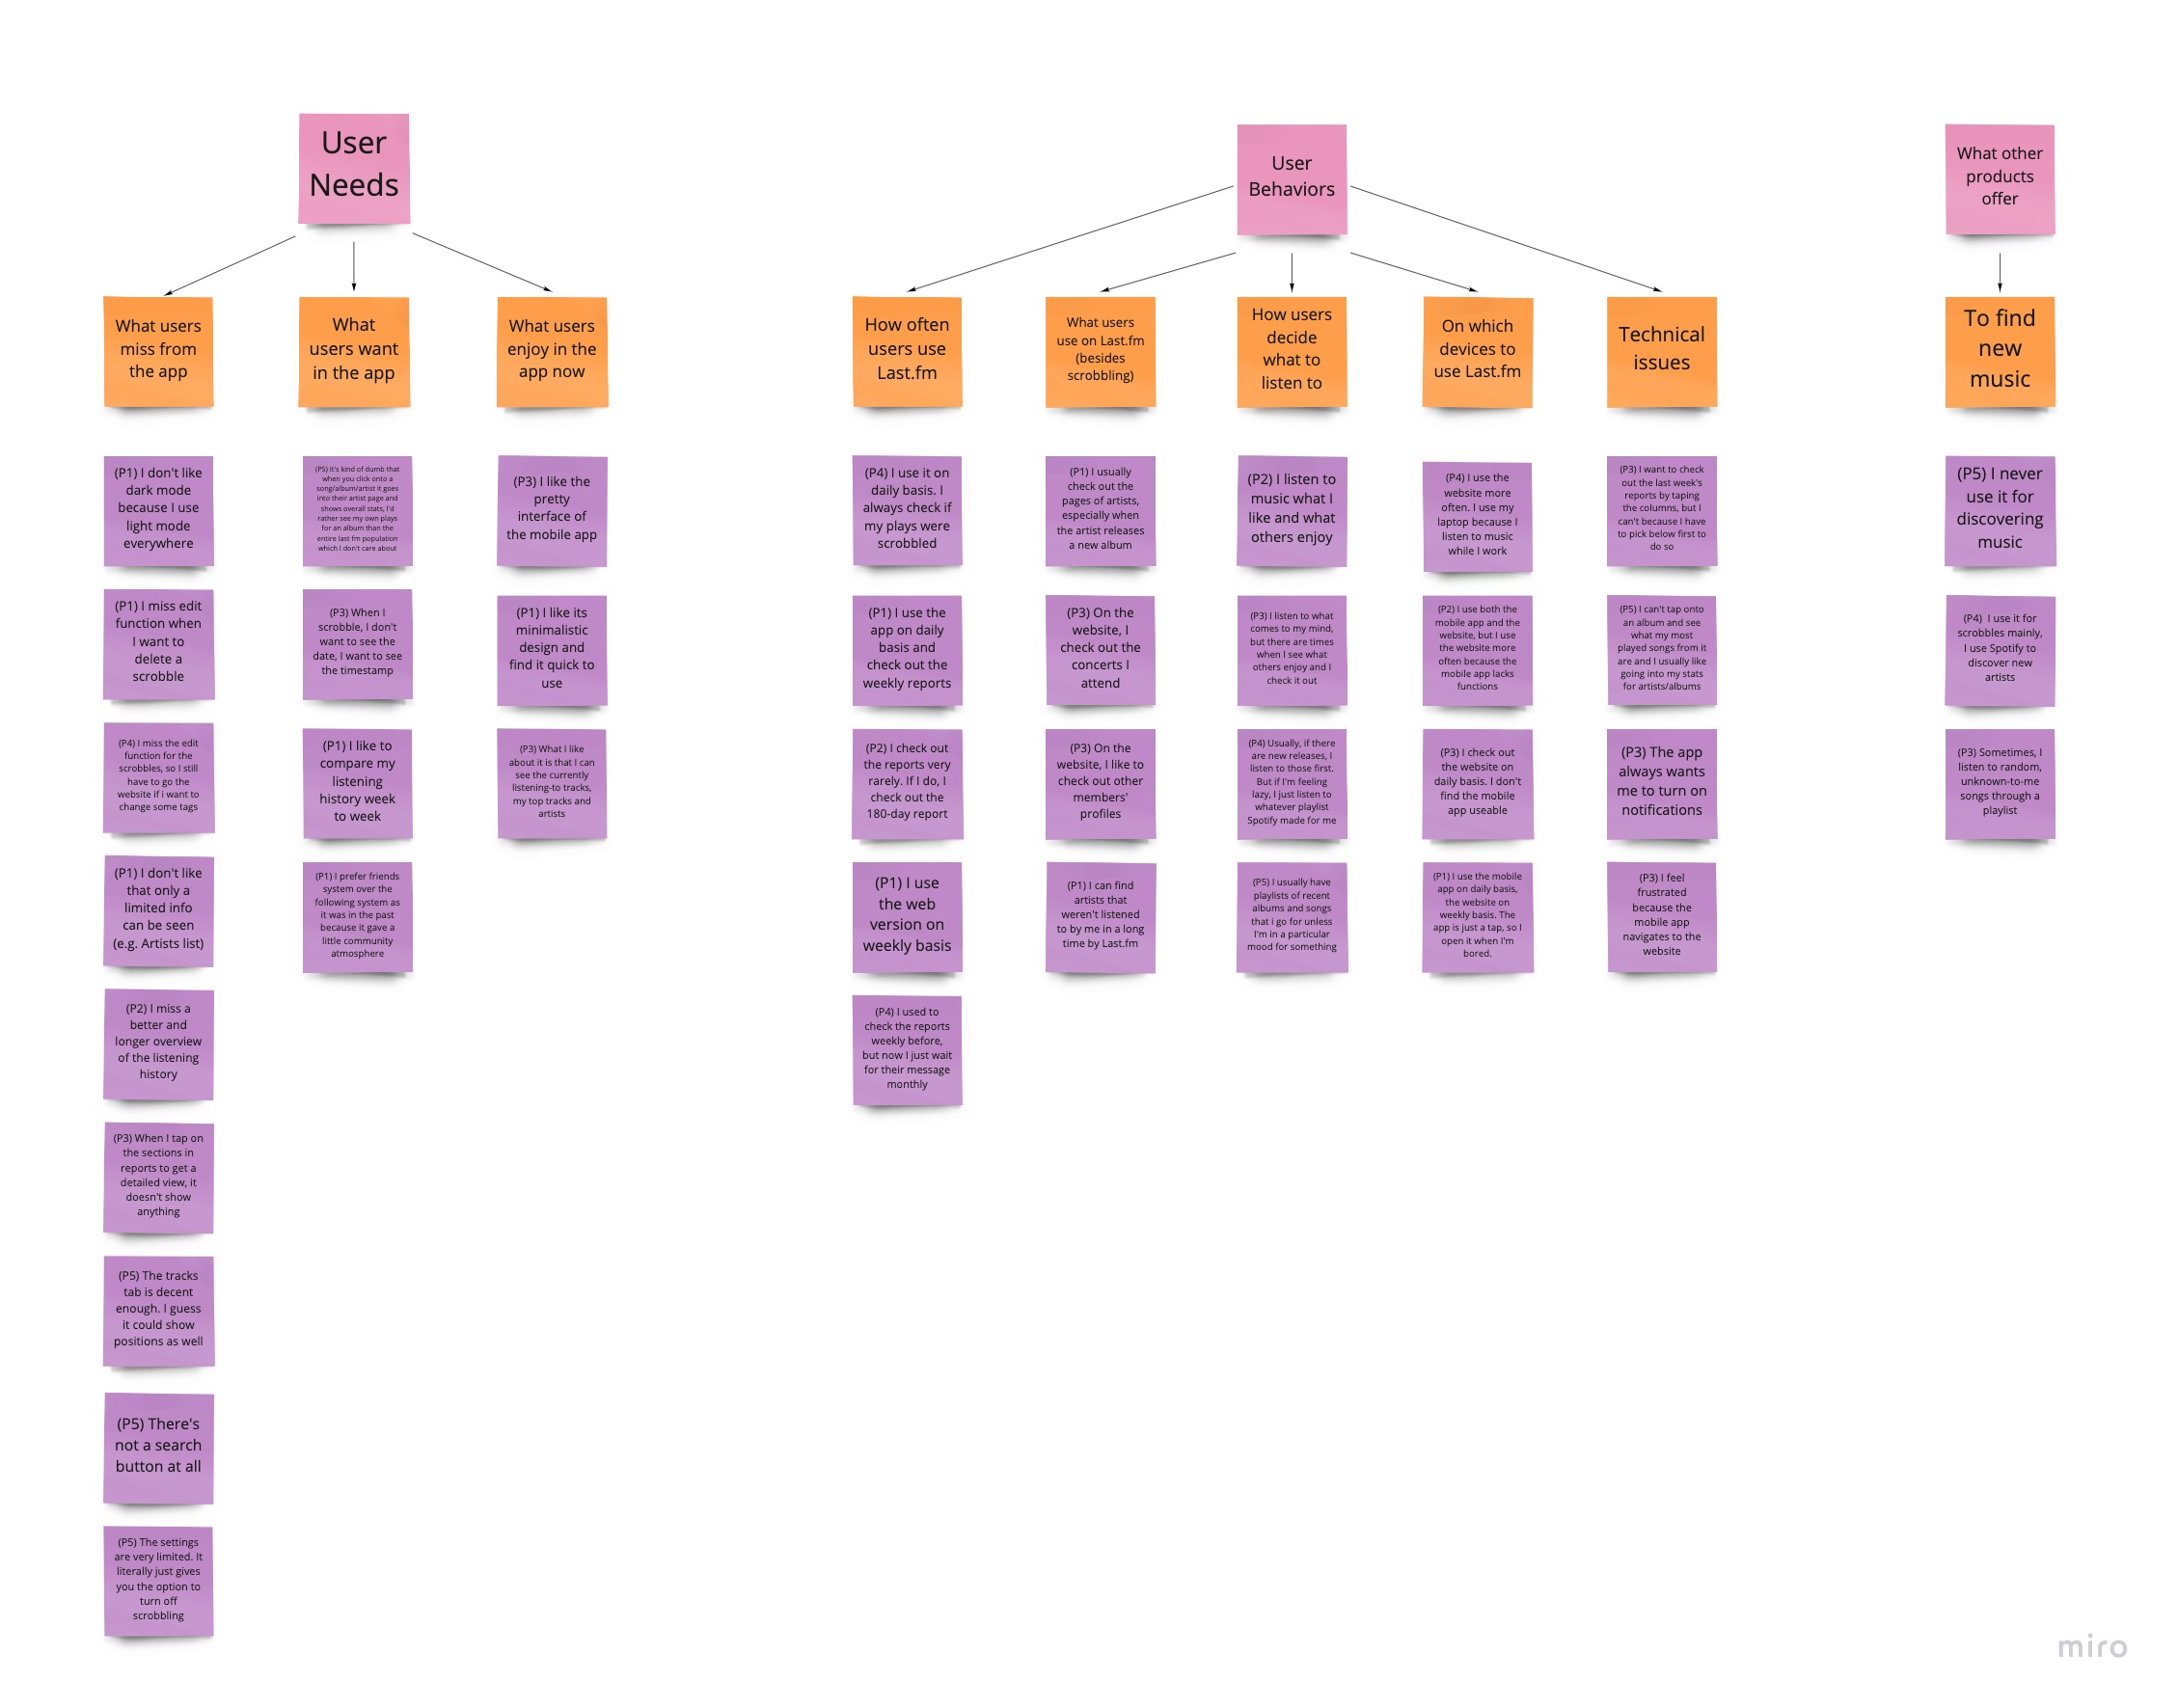 User
Needs
What users
miss from
the app
What
users want
in the app
What users
enjoy in the
app now
(P1) I don't like
dark mode
because I use
light mode
everywhere
(P1) I miss edit
function when
I want to
delete a
scrobble
(P4) I miss the edit
function for the
scrobbles, so I still
have to go the
website if i want to
change some tags
(P1) I don't like
that only a
limited info
can be seen
(e.g. Artists list)
(P2) I miss a
better and
longer overview
of the listening
history
(P3) When I tap on
the sections in
reports to get a
detailed view, it
doesn't show
anything
(P5) The tracks
tab is decent
enough. I guess
it could show
positions as well
(P5) There's
not a search
button at all
(P5) The settings
are very limited. It
literally just gives
you the option to
turn off
scrobbling
(P5) It's kind of dumb that
when you click onto a
song/album/artist it goes
into their artist page and
shows overall stats, I'd
rather see my own plays
for an album than the
entire last fm population
which I don't care about
(P3) When I
scrobble, I don't
want to see the
date, I want to see
the timestamp
(P1) I like to
compare my
listening
history week
to week
(P1) I prefer friends
system over the
following system as
it was in the past
because it gave a
little community
atmosphere
(P3) I like the
pretty
interface of
the mobile app
(P1) I like its
minimalistic
design and
find it quick to
use
(P3) What I like
about it is that I can
see the currently
listening-to tracks,
my top tracks and
artists
User
Behaviors
How often
users use
Last.fm
What users
use on Last.fm
(besides
scrobbling)
How users
decide
what to
listen to
On which
devices to
use Last.fm
Technical
issues
(P4) I use it on
daily basis. I
always check if
my plays were
scrobbled
(P1) I use the
app on daily
basis and
check out the
weekly reports
(P2) I check out
the reports very
rarely. If I do, I
check out the
180-day report
(P1) I use
the web
version on
weekly basis
(P4) I used to
check the reports
weekly before,
but now I just wait
for their message
monthly
(P1) I usually
check out the
pages of artists,
especially when
the artist releases
a new album
(P3) On the
website, I
check out the
concerts I
attend
(P3) On the
website, I like to
check out other
members'
profiles
(P1) I can find
artists that
weren't listened
to by me in a long
time by Last.fm
(P2) I listen to
music what I
like and what
others enjoy
(P3) I listen to what
comes to my mind,
but there are times
when I see what
others enjoy and I
check it out
(P4) Usually, if there
are new releases, I
listen to those first.
But if I'm feeling
lazy, I just listen to
whatever playlist
Spotify made for me
(P5) I usually have
playlists of recent
albums and songs
that i go for unless
I'm in a particular
mood for something
(P4) I use the
website more
often. I use my
laptop because I
listen to music
while I work
(P2) I use both the
mobile app and the
website, but I use
the website more
often because the
mobile app lacks
functions
(P3) I check out
the website on
daily basis. I don't
find the mobile
app useable
(P1) I use the mobile
app on daily basis,
the website on
weekly basis. The
app is just a tap, so I
open it when I'm
bored.
(P3) I want to check
out the last week's
reports by taping
the columns, but I
can't because I have
to pick below first to
do so
(P5) I can't tap onto
an album and see
what my most
played songs from it
are and I usually like
going into my stats
for artists/albums
(P3) The app
always wants
me to turn on
notifications
(P3) I feel
frustrated
because the
mobile app
navigates to the
website
What other
products
offer
To find
new
music
(P5) I never
use it for
discovering
music
(P4) I use it for
scrobbles mainly,
I use Spotify to
discover new
artists
(P3) Sometimes, I
listen to random,
unknown-to-me
songs through a
playlist
miro